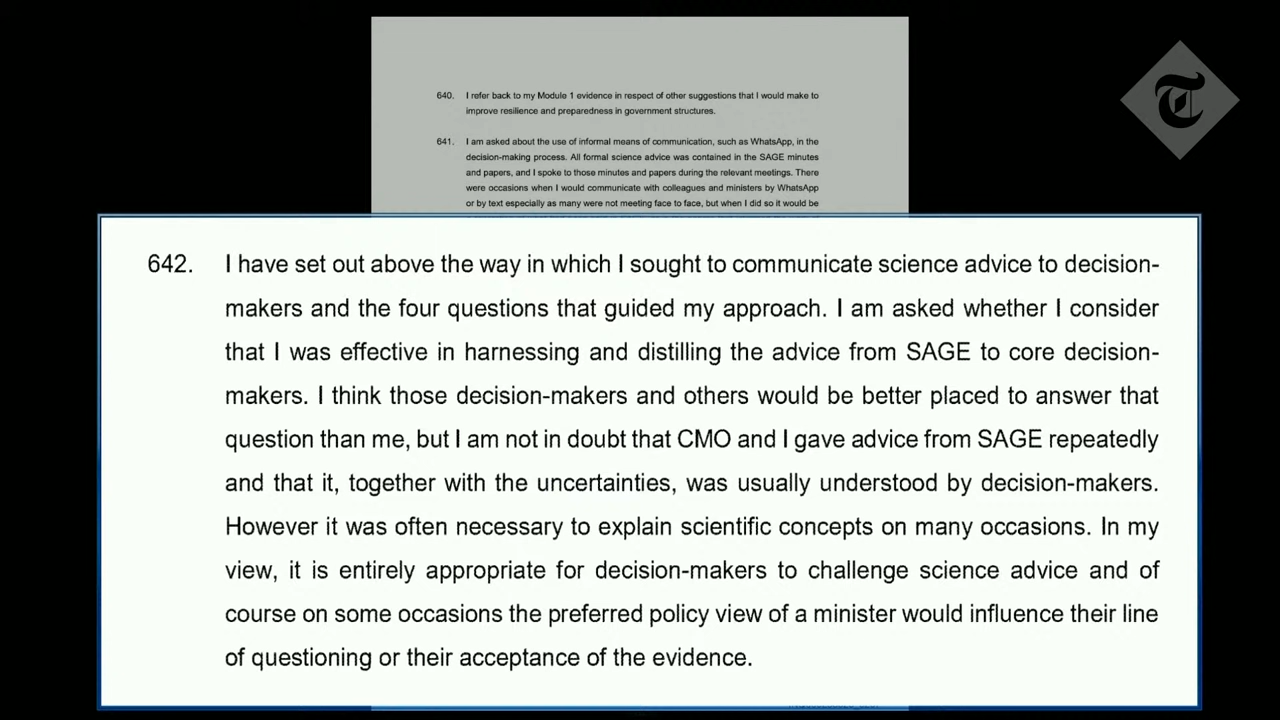 640. I refer back to my Module 1 evidence in respect of other suggestions that I would make to
improve resilience and preparedness in government structures.
641. I am asked about the use of informal means of communication, such as WhatsApp, in the
decision-making process. All formal science advice was contained in the SAGE minutes
and papers, and I spoke to those minutes and papers during the relevant meetings. There
were occasions when I would communicate with colleagues and ministers by WhatsApp
or by text especially as many were not meeting face to face, but when I did so it would be
642. I have set out above the way in which I sought to communicate science advice to decision-
makers and the four questions that guided my approach. I am asked whether I consider
that I was effective in harnessing and distilling the advice from SAGE to core decision-
makers. I think those decision-makers and others would be better placed to answer that
question than me, but I am not in doubt that CMO and I gave advice from SAGE repeatedly
and that it, together with the uncertainties, was usually understood by decision-makers.
However it was often necessary to explain scientific concepts on many occasions. In my
view, it is entirely appropriate for decision-makers to challenge science advice and of
course on some occasions the preferred policy view of a minister would influence their line
of questioning or their acceptance of the evidence.